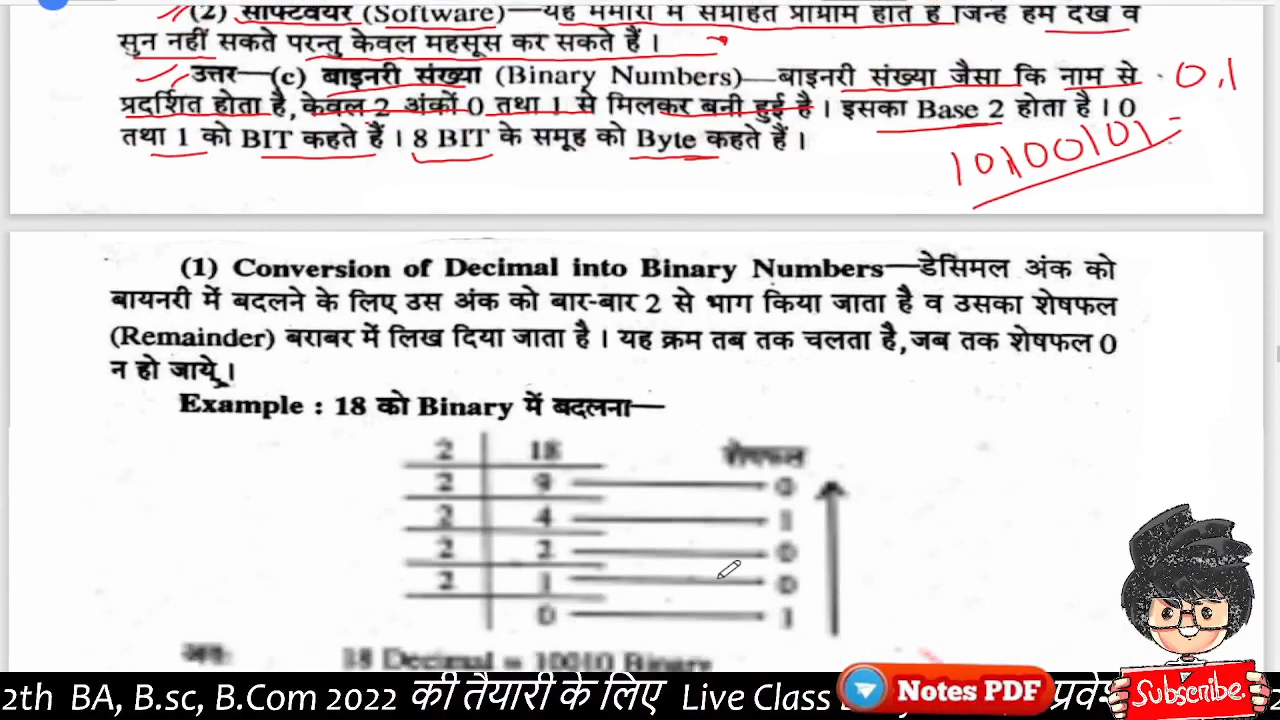 (2) साफ्टवेयर (Software)—यह मेमोरी में संग्रहित प्रोग्राम होते हैं जिन्हें हम देख व
सुन नहीं सकते परन्तु केवल महसूस कर सकते हैं।
उत्तर—(c) बाइनरी संख्या (Binary Numbers)—बाइनरी संख्या जैसा कि नाम से
0,1
प्रदर्शित होता है, केवल 2 अंकों 0 तथा 1 से मिलकर बनी हुई है। इसका Base 2 होता है। 0
तथा 1 को BIT कहते हैं। 8 BIT के समूह को Byte कहते हैं।
10100101
(1) Conversion of Decimal into Binary Numbers—डेसिमल अंक को
बायनरी में बदलने के लिए उस अंक को बार-बार 2 से भाग किया जाता है व उसका शेषफल
(Remainder) बराबर में लिख दिया जाता है। यह क्रम तब तक चलता है, जब तक शेषफल 0
न हो जाये।
Example : 18 को Binary में बदलना—
2 18 शेषफल
2 9 0
2 4 1
2 2 0
2 1 0
0 1
अतः 18 Decimal = 10010 Binary
2th BA, B.sc, B.Com 2022 की तैयारी के लिए Live Class
Notes PDF
Subscribe